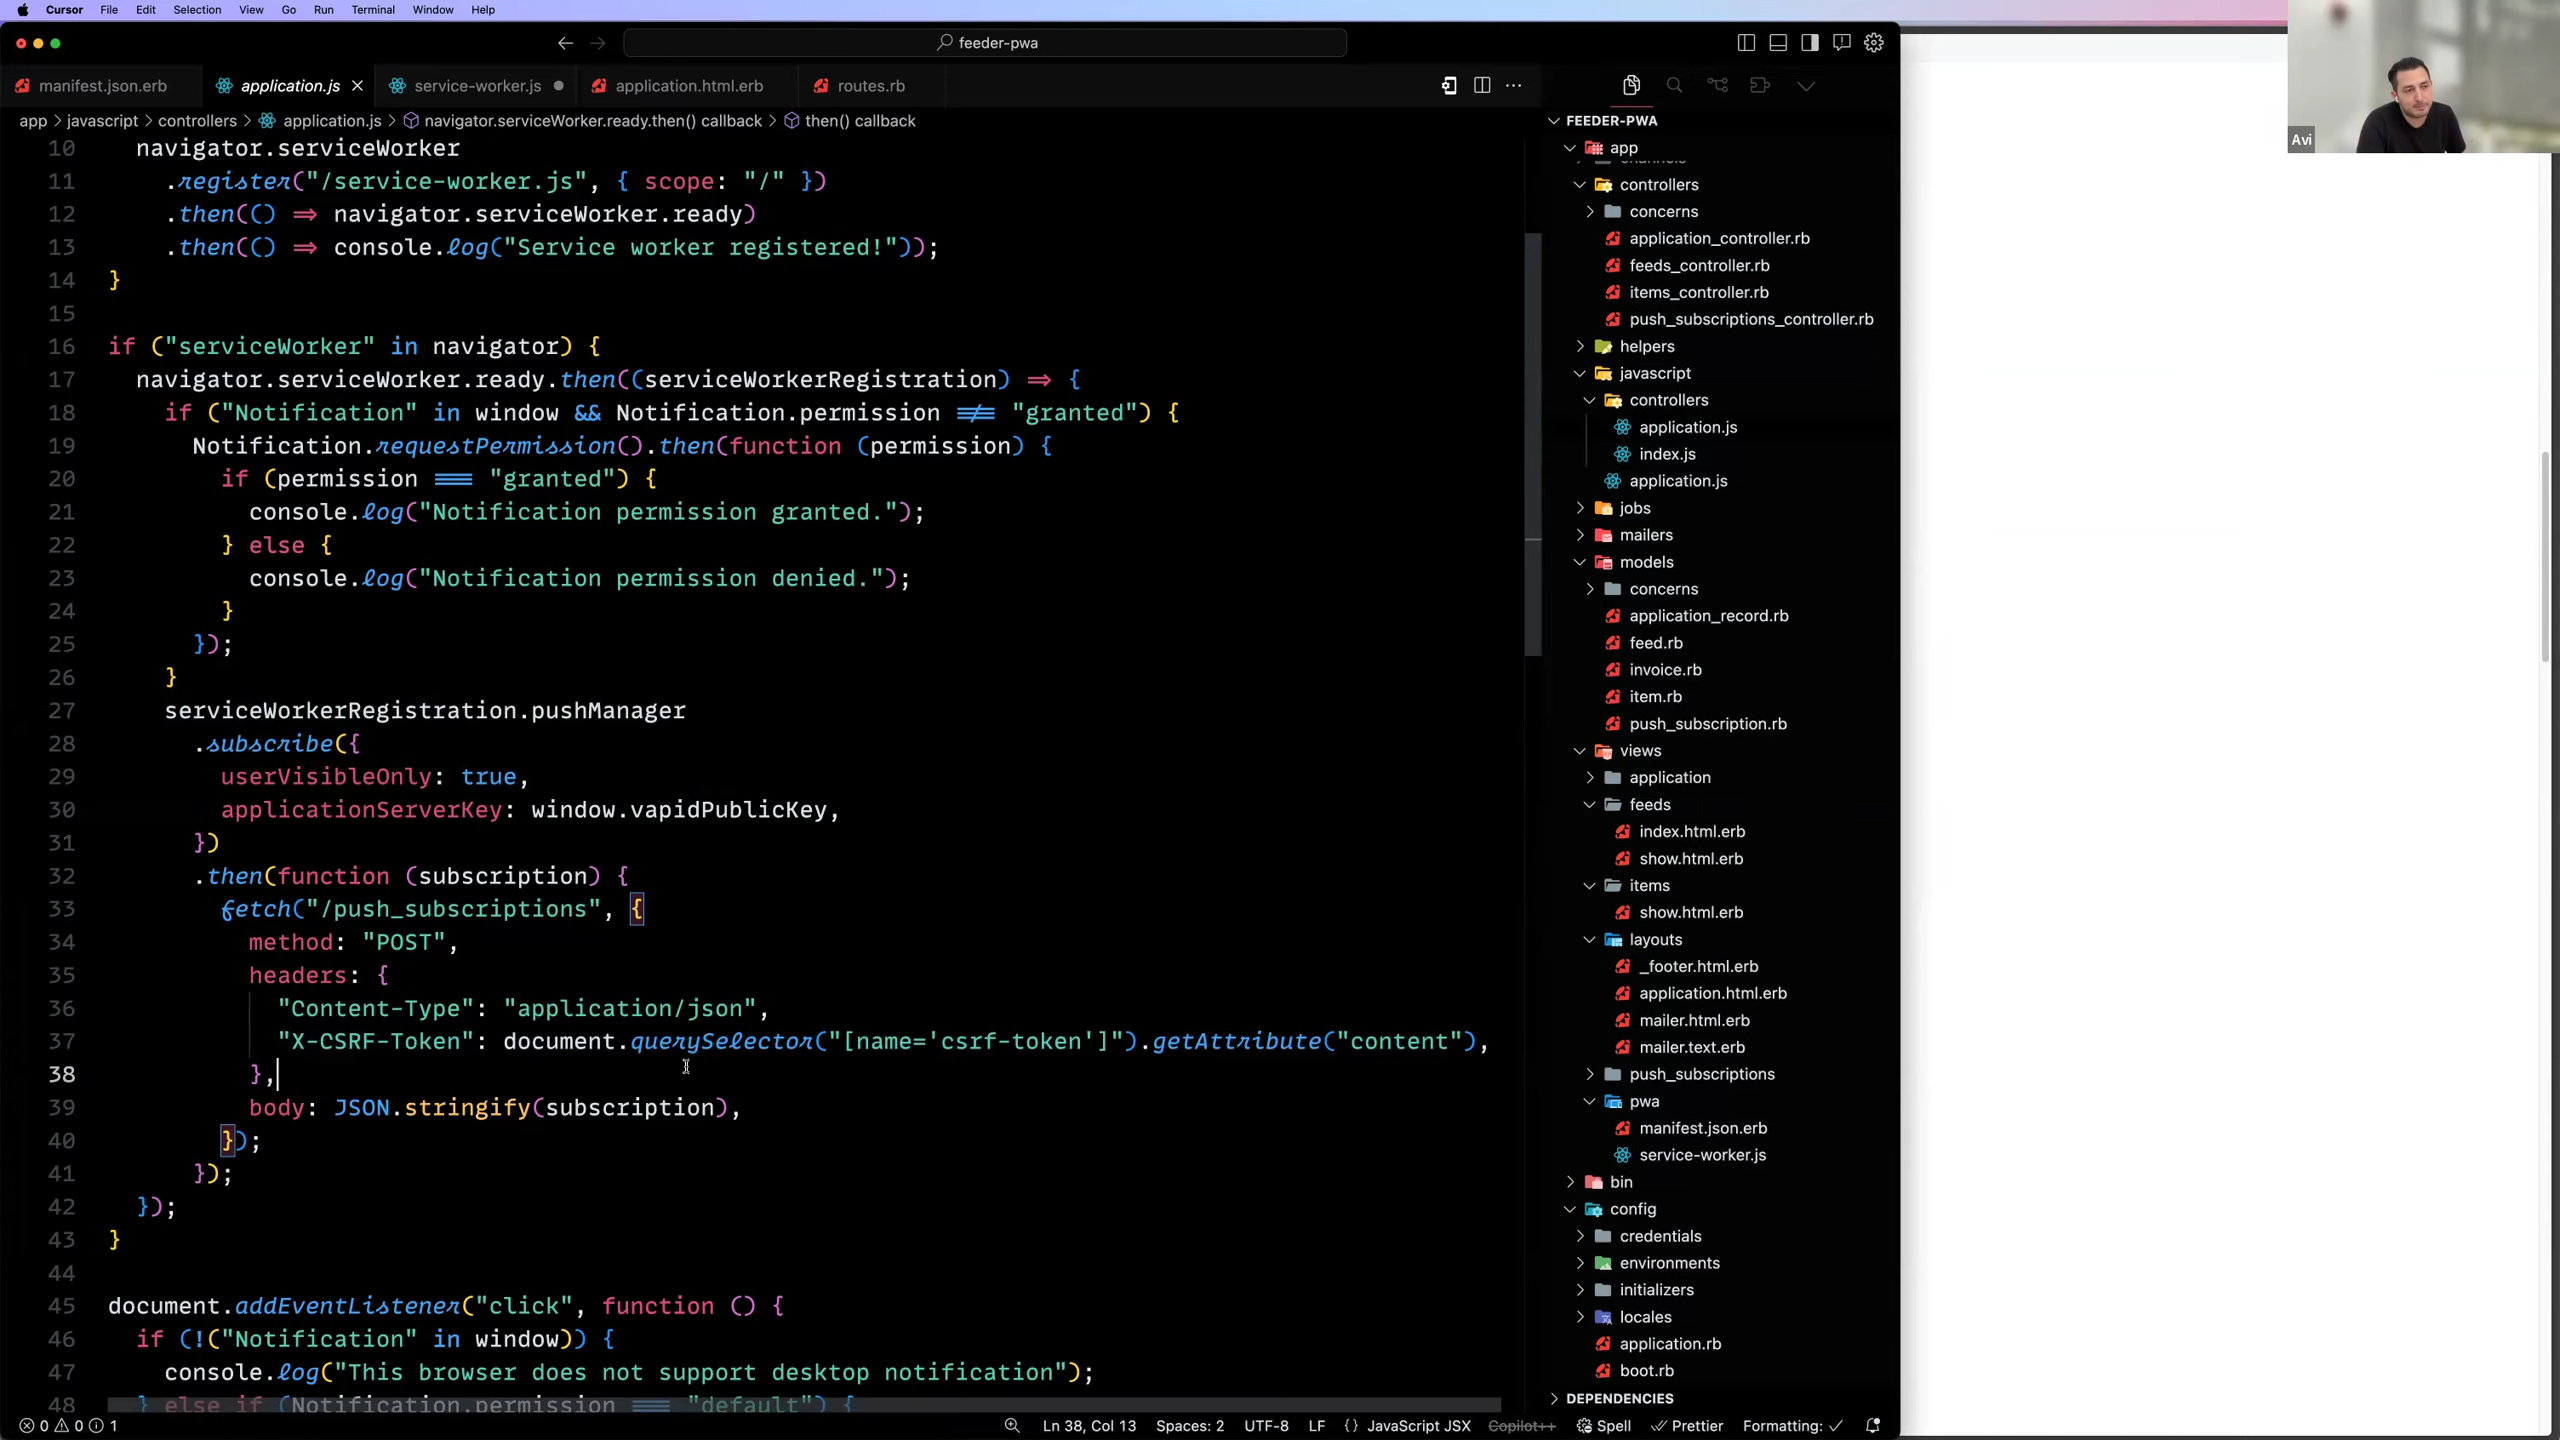 Cursor File Edit Selection View Go Run Terminal Window Help
feeder-pwa
manifest.json.erb application.js service-worker.js application.html.erb routes.rb
app > javascript > controllers > application.js > navigator.serviceWorker.ready.then() callback > then() callback
10 navigator.serviceWorker
11 .register("/service-worker.js", { scope: "/" })
12 .then(() => navigator.serviceWorker.ready)
13 .then(() => console.log("Service worker registered!"));
14 }
15
16 if ("serviceWorker" in navigator) {
17 navigator.serviceWorker.ready.then((serviceWorkerRegistration) => {
18 if ("Notification" in window && Notification.permission !== "granted") {
19 Notification.requestPermission().then(function (permission) {
20 if (permission === "granted") {
21 console.log("Notification permission granted.");
22 } else {
23 console.log("Notification permission denied.");
24 }
25 });
26 }
27 serviceWorkerRegistration.pushManager
28 .subscribe({
29 userVisibleOnly: true,
30 applicationServerKey: window.vapidPublicKey,
31 })
32 .then(function (subscription) {
33 fetch("/push_subscriptions", {
34 method: "POST",
35 headers: {
36 "Content-Type": "application/json",
37 "X-CSRF-Token": document.querySelector("[name='csrf-token']").getAttribute("content"),
38 },
39 body: JSON.stringify(subscription),
40 });
41 });
42 });
43 }
44
45 document.addEventListener("click", function () {
46 if (!("Notification" in window)) {
47 console.log("This browser does not support desktop notification");
48 } else if (Notification.permission === "default") {
FEEDER-PWA
app
channels
controllers
concerns
application_controller.rb
feeds_controller.rb
items_controller.rb
push_subscriptions_controller.rb
helpers
javascript
controllers
application.js
index.js
application.js
jobs
mailers
models
concerns
application_record.rb
feed.rb
invoice.rb
item.rb
push_subscription.rb
views
application
feeds
index.html.erb
show.html.erb
items
show.html.erb
layouts
_footer.html.erb
application.html.erb
mailer.html.erb
mailer.text.erb
push_subscriptions
pwa
manifest.json.erb
service-worker.js
bin
config
credentials
environments
initializers
locales
application.rb
boot.rb
DEPENDENCIES
0 0 1 Ln 38, Col 13 Spaces: 2 UTF-8 LF {} JavaScript JSX Copilot++ Spell Prettier Formatting: ✓
Avi